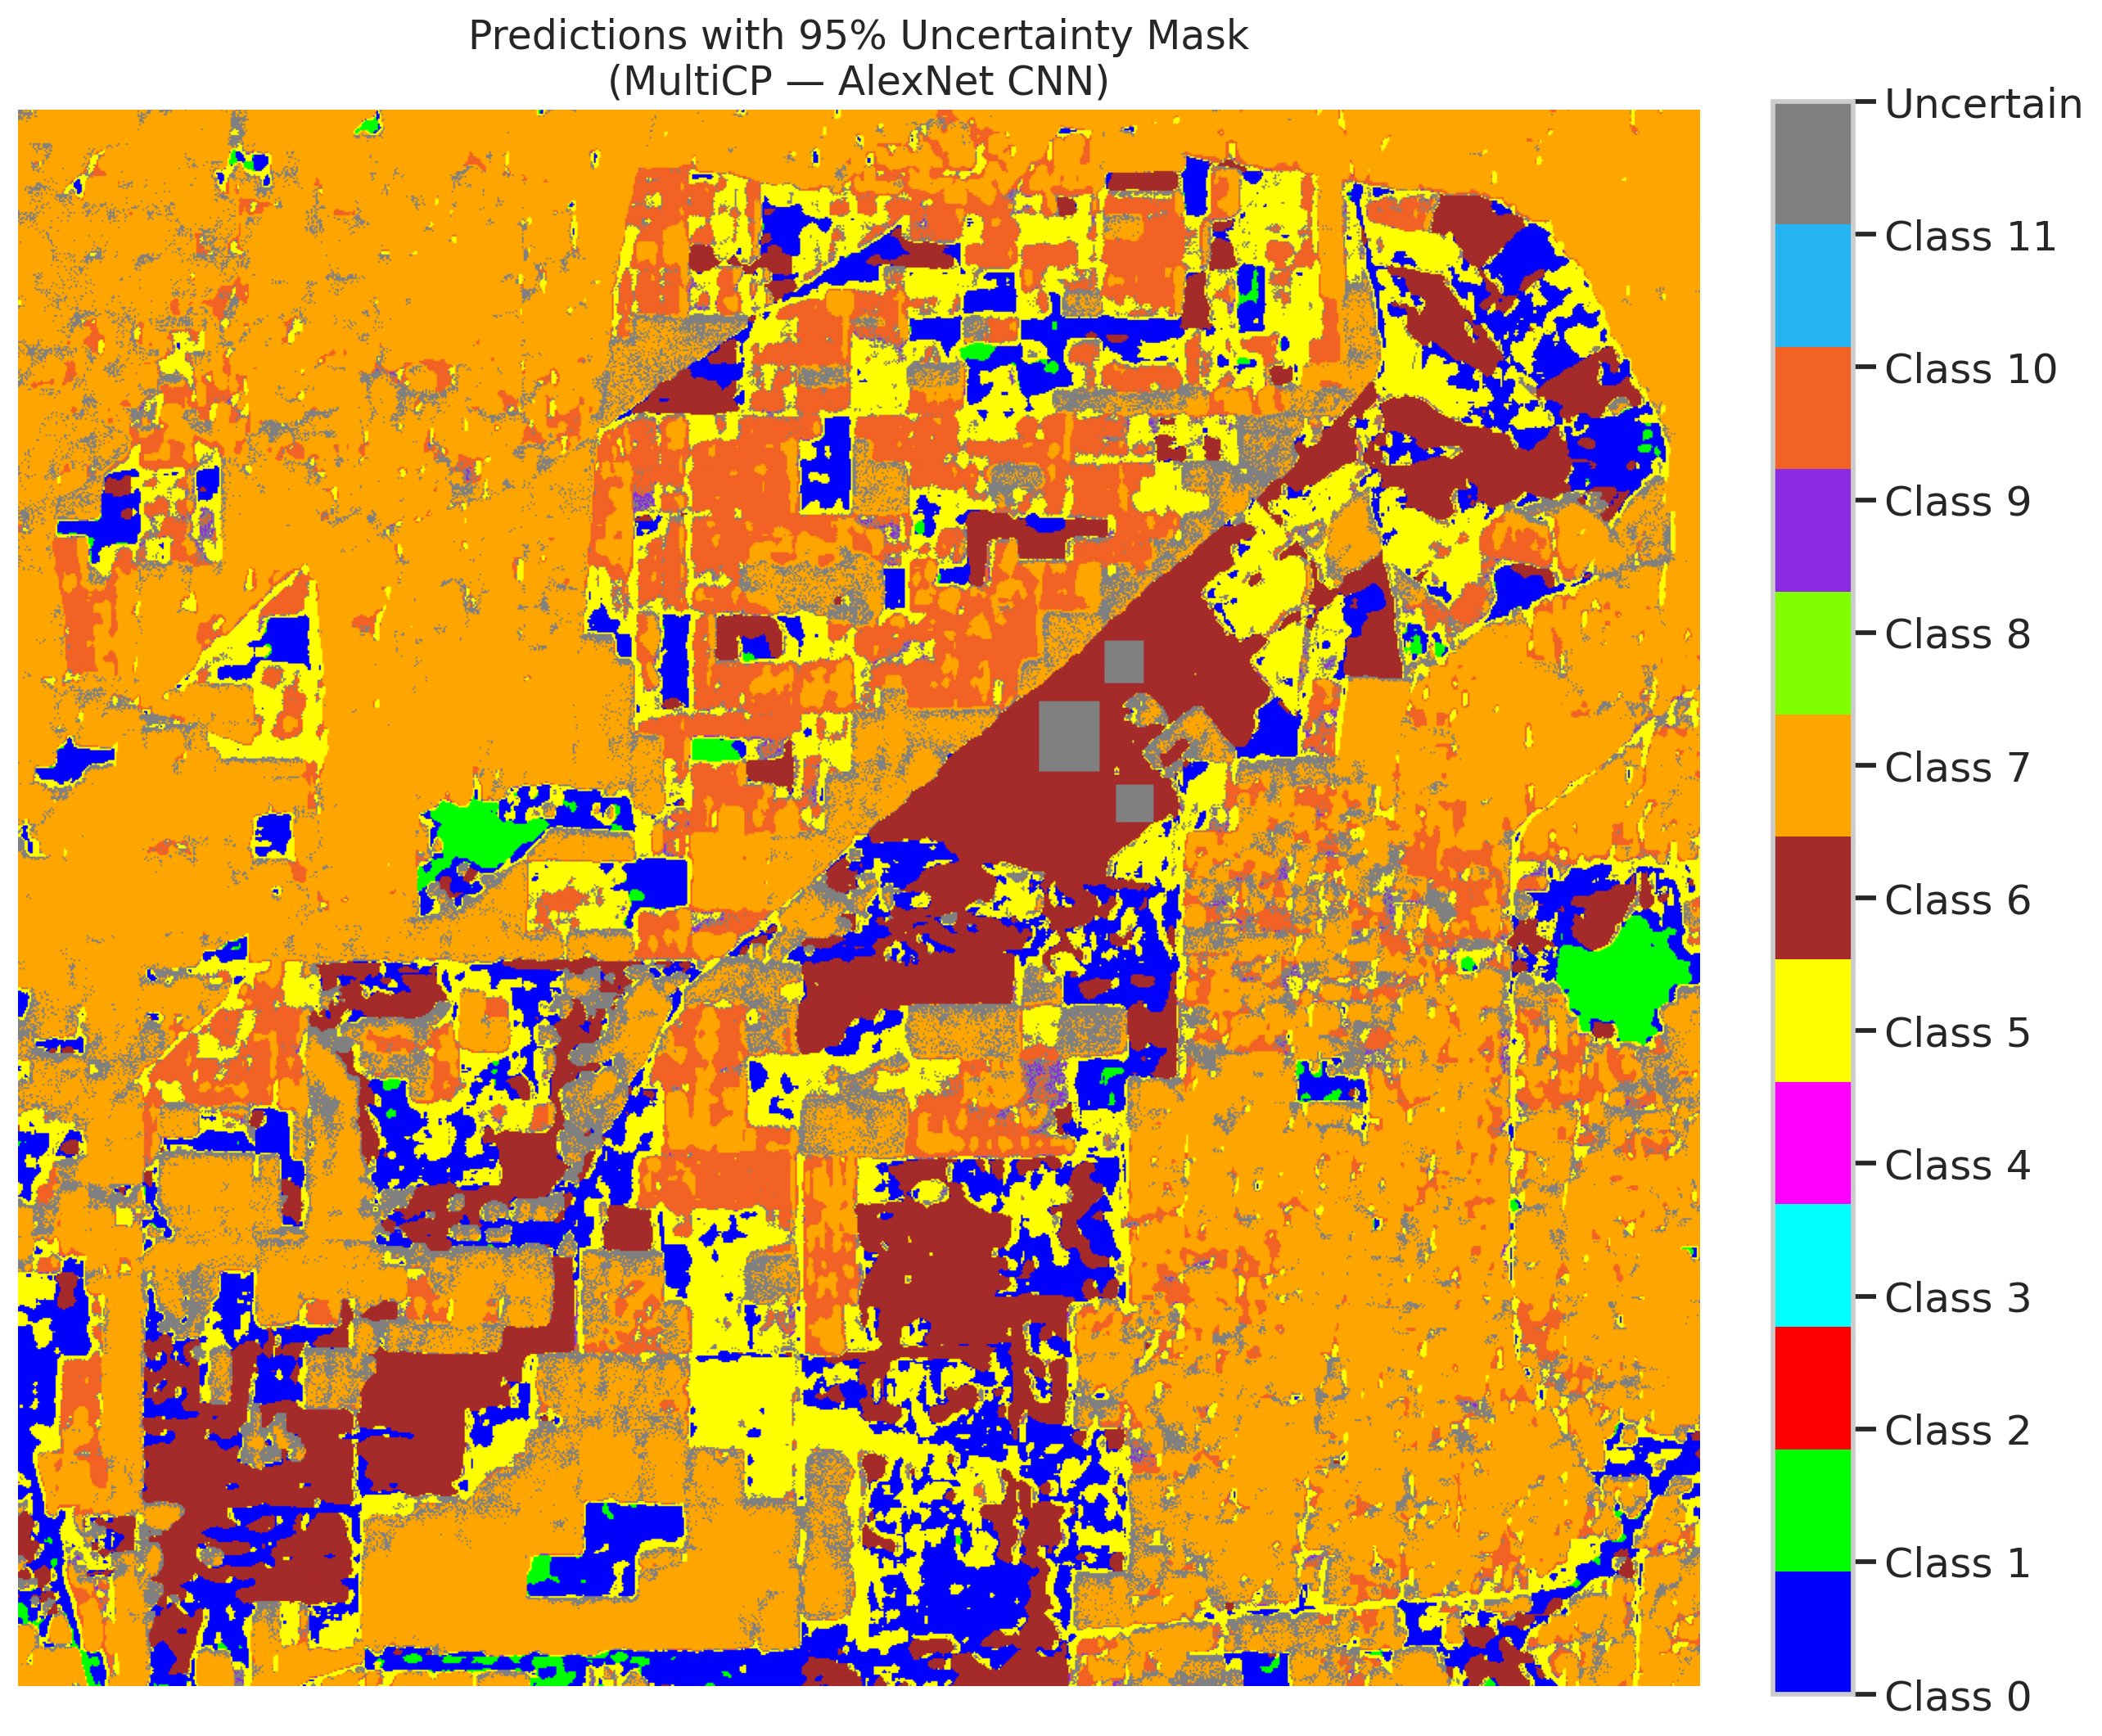 Predictions with 95% Uncertainty Mask
(MultiCP — AlexNet CNN)
Uncertain
Class 11
Class 10
Class 9
Class 8
Class 7
Class 6
Class 5
Class 4
Class 3
Class 2
Class 1
Class 0